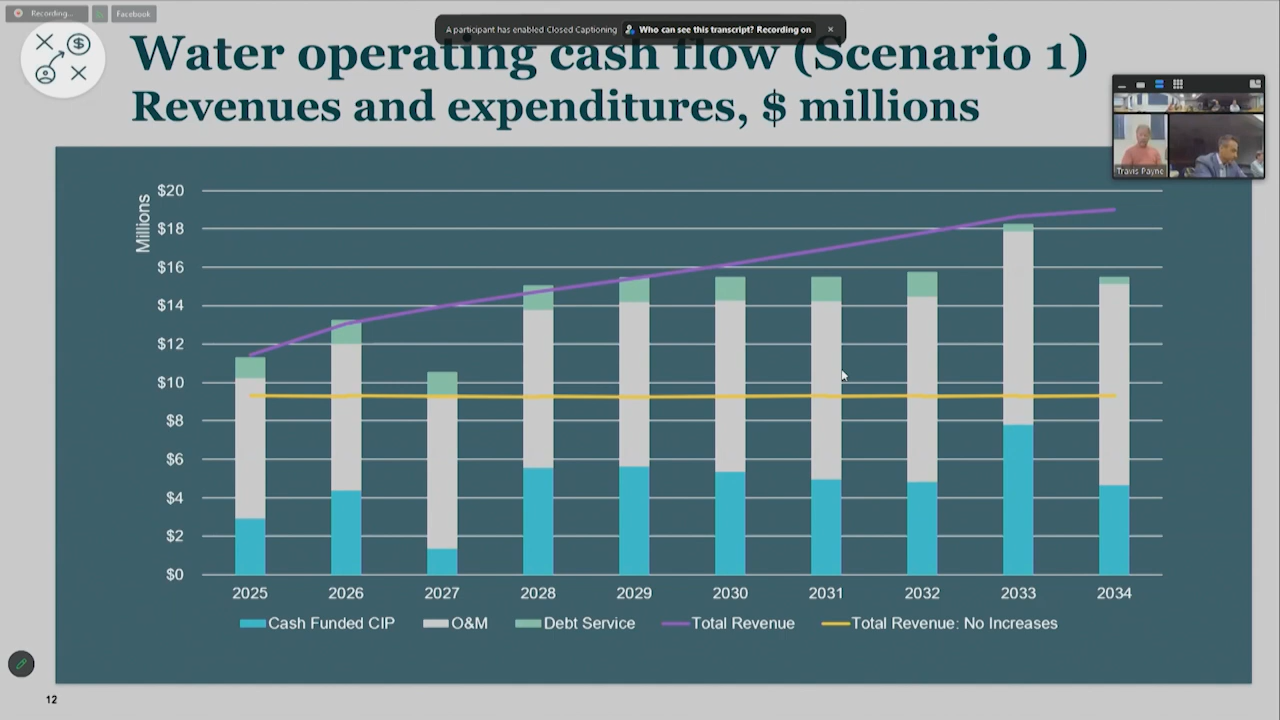 Recording...
Facebook
A participant has enabled Closed Captioning
Who can see this transcript? Recording on
Water operating cash flow (Scenario 1)
Revenues and expenditures, $ millions
Travis Payne
Millions
$20
$18
$16
$14
$12
$10
$8
$6
$4
$2
$0
2025 2026 2027 2028 2029 2030 2031 2032 2033 2034
Cash Funded CIP O&M Debt Service Total Revenue Total Revenue: No Increases
12